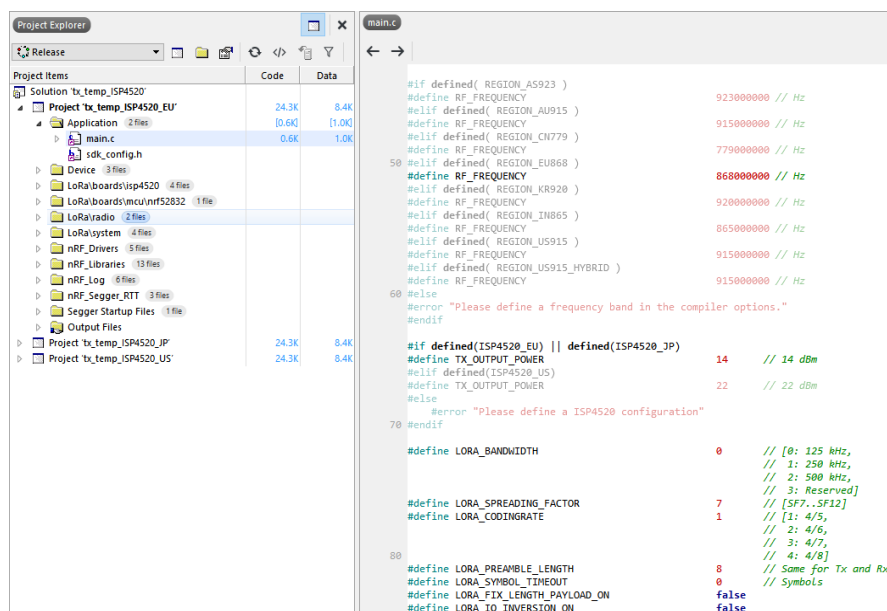 Project Explorer
Release
Project Items Code Data
Solution 'tx_temp_ISP4520'
Project 'tx_temp_ISP4520_EU' 24.3K 8.4K
Application 2 files [0.6K] [1.0K]
main.c 0.6K 1.0K
sdk_config.h
Device 3 files
LoRa\boards\isp4520 4 files
LoRa\boards\mcu\nrf52832 1 file
LoRa\radio 2 files
LoRa\system 4 files
nRF_Drivers 5 files
nRF_Libraries 13 files
nRF_Log 6 files
nRF_Segger_RTT 3 files
Segger Startup Files 1 file
Output Files
Project 'tx_temp_ISP4520_JP' 24.3K 8.4K
Project 'tx_temp_ISP4520_US' 24.3K 8.4K
main.c
#if defined( REGION_AS923 )
#define RF_FREQUENCY 923000000 // Hz
#elif defined( REGION_AU915 )
#define RF_FREQUENCY 915000000 // Hz
#elif defined( REGION_CN779 )
#define RF_FREQUENCY 779000000 // Hz
50 #elif defined( REGION_EU868 )
#define RF_FREQUENCY 868000000 // Hz
#elif defined( REGION_KR920 )
#define RF_FREQUENCY 920000000 // Hz
#elif defined( REGION_IN865 )
#define RF_FREQUENCY 865000000 // Hz
#elif defined( REGION_US915 )
#define RF_FREQUENCY 915000000 // Hz
#elif defined( REGION_US915_HYBRID )
#define RF_FREQUENCY 915000000 // Hz
60 #else
#error "Please define a frequency band in the compiler options."
#endif
#if defined(ISP4520_EU) || defined(ISP4520_JP)
#define TX_OUTPUT_POWER 14 // 14 dBm
#elif defined(ISP4520_US)
#define TX_OUTPUT_POWER 22 // 22 dBm
#else
#error "Please define a ISP4520 configuration"
70 #endif
#define LORA_BANDWIDTH 0 // [0: 125 kHz,
// 1: 250 kHz,
// 2: 500 kHz,
// 3: Reserved]
#define LORA_SPREADING_FACTOR 7 // [SF7..SF12]
#define LORA_CODINGRATE 1 // [1: 4/5,
// 2: 4/6,
// 3: 4/7,
80 // 4: 4/8]
#define LORA_PREAMBLE_LENGTH 8 // Same for Tx and Rx
#define LORA_SYMBOL_TIMEOUT 0 // Symbols
#define LORA_FIX_LENGTH_PAYLOAD_ON false
#define LORA_IQ_INVERSION_ON false